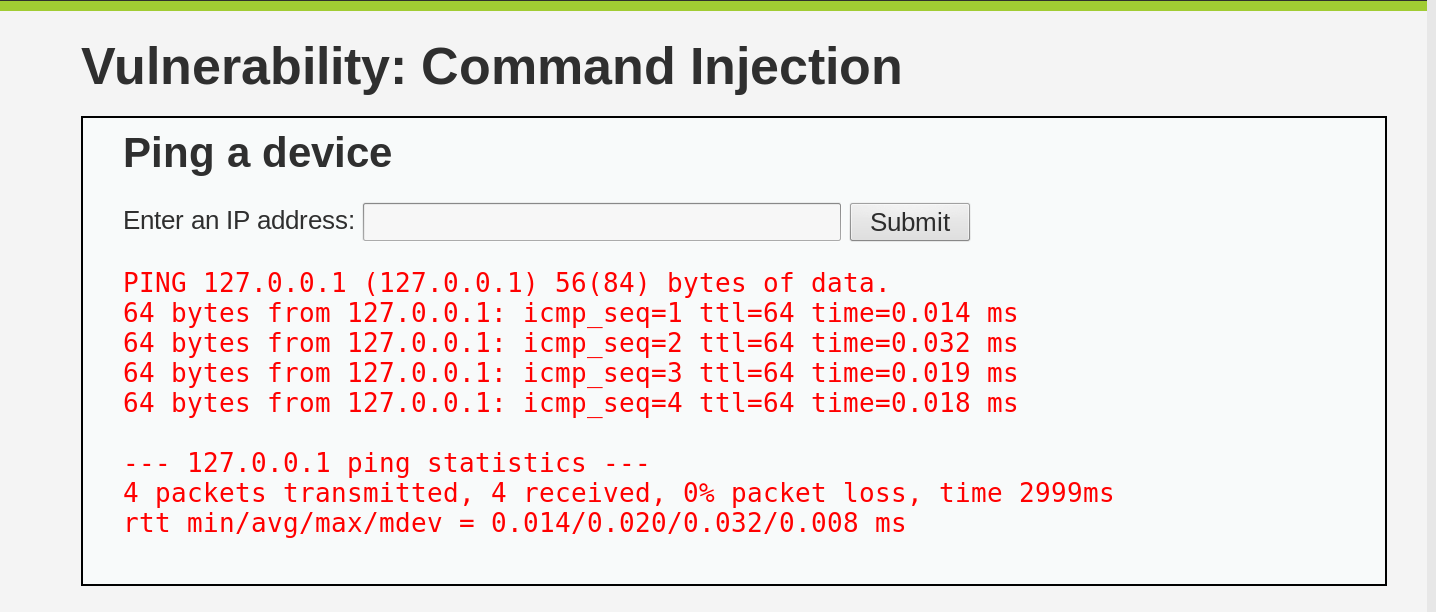 Vulnerability: Command Injection
Ping a device
Enter an IP address: Submit
PING 127.0.0.1 (127.0.0.1) 56(84) bytes of data.
64 bytes from 127.0.0.1: icmp_seq=1 ttl=64 time=0.014 ms
64 bytes from 127.0.0.1: icmp_seq=2 ttl=64 time=0.032 ms
64 bytes from 127.0.0.1: icmp_seq=3 ttl=64 time=0.019 ms
64 bytes from 127.0.0.1: icmp_seq=4 ttl=64 time=0.018 ms
--- 127.0.0.1 ping statistics ---
4 packets transmitted, 4 received, 0% packet loss, time 2999ms
rtt min/avg/max/mdev = 0.014/0.020/0.032/0.008 ms